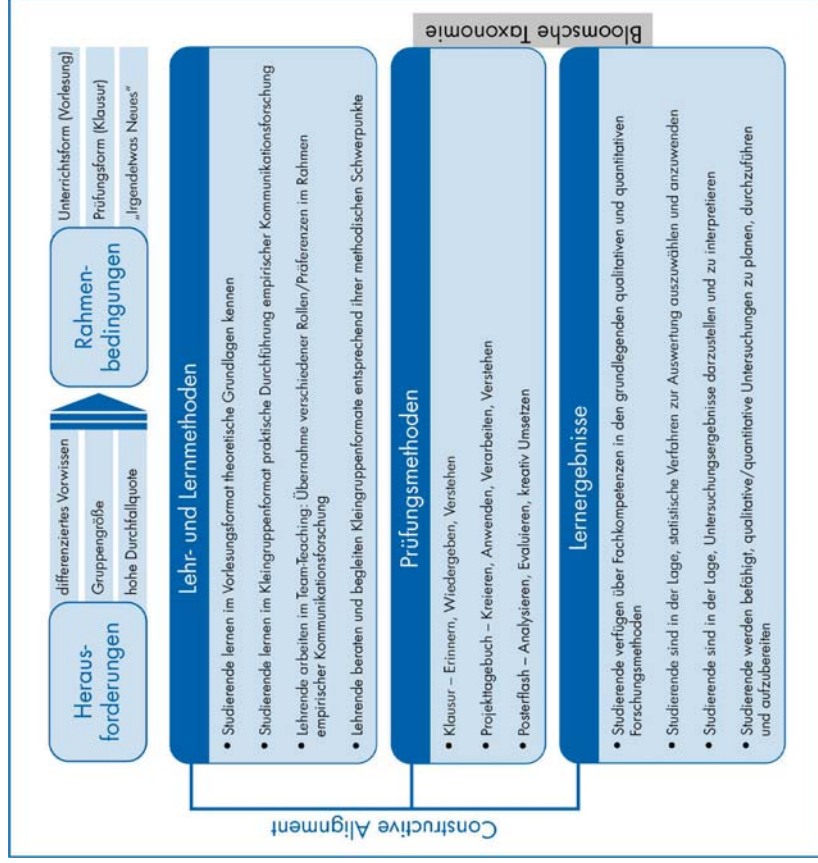 Heraus-
forderungen
differenziertes Vorwissen
Gruppengröße
hohe Durchfallquote
Rahmen-
bedingungen
Unterrichtsform (Vorlesung)
Prüfungsform (Klausur)
„Irgendetwas Neues“
Constructive Alignment
Lehr- und Lernmethoden
• Studierende lernen im Vorlesungsformat theoretische Grundlagen kennen
• Studierende lernen im Kleingruppenformat praktische Durchführung empirischer Kommunikationsforschung
• Lehrende arbeiten im Team-Teaching: Übernahme verschiedener Rollen/Präferenzen im Rahmen
empirischer Kommunikationsforschung
• Lehrende beraten und begleiten Kleingruppenformate entsprechend ihrer methodischen Schwerpunkte
Prüfungsmethoden
• Klausur – Erinnern, Wiedergeben, Verstehen
• Projekttagebuch – Kreieren, Anwenden, Verarbeiten, Verstehen
• Posterflash – Analysieren, Evaluieren, kreativ Umsetzen
Bloomsche Taxonomie
Lernergebnisse
• Studierende verfügen über Fachkompetenzen in den grundlegenden qualitativen und quantitativen
Forschungsmethoden
• Studierende sind in der Lage, statistische Verfahren zur Auswertung auszuwählen und anzuwenden
• Studierende sind in der Lage, Untersuchungsergebnisse darzustellen und zu interpretieren
• Studierende werden befähigt, qualitative/quantitative Untersuchungen zu planen, durchzuführen
und aufzubereiten